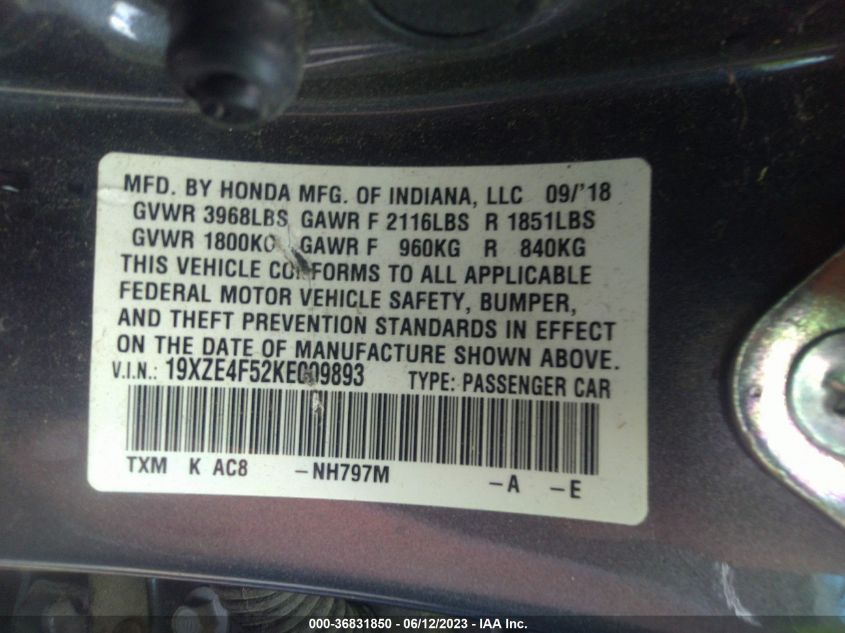 MFD. BY HONDA MFG. OF INDIANA, LLC 09/'18
GVWR 3968LBS GAWR F 2116LBS R 1851LBS
GVWR 1800KG GAWR F 960KG R 840KG
THIS VEHICLE CONFORMS TO ALL APPLICABLE
FEDERAL MOTOR VEHICLE SAFETY, BUMPER,
AND THEFT PREVENTION STANDARDS IN EFFECT
ON THE DATE OF MANUFACTURE SHOWN ABOVE.
V.I.N.: 19XZE4F52KE009893 TYPE: PASSENGER CAR
TXM K AC8 -NH797M -A -E
000-36831850 - 06/12/2023 - IAA Inc.